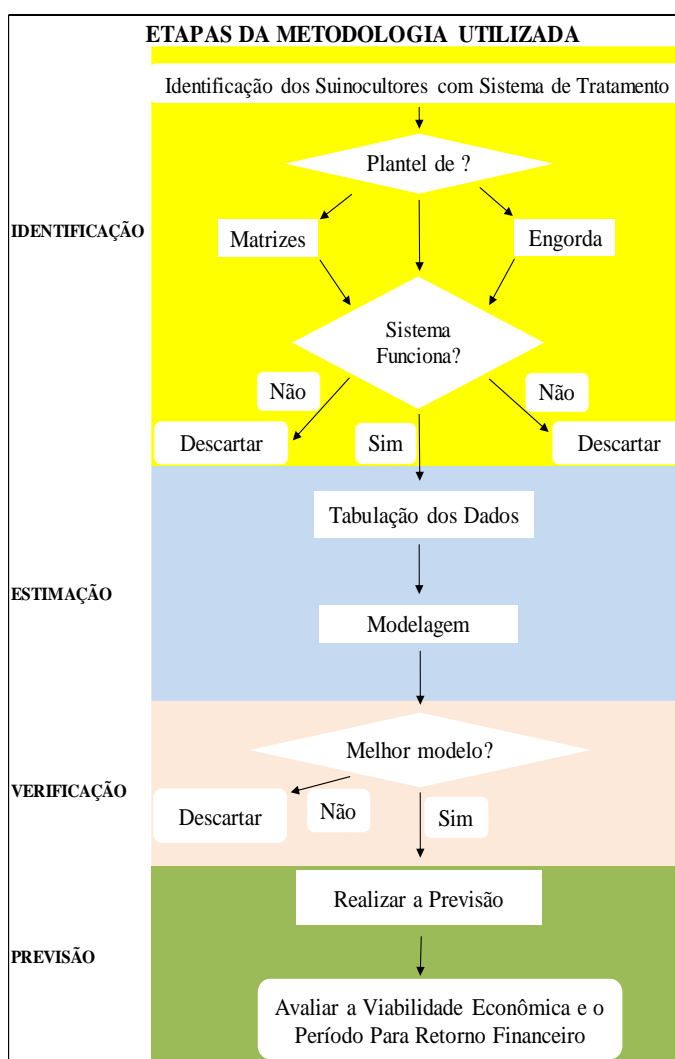 ETAPAS DA METODOLOGIA UTILIZADA
Identificação dos Suinocultores com Sistema de Tratamento
Plantel de ?
IDENTIFICAÇÃO
Matrizes
Engorda
Sistema
Funciona?
Não
Não
Descartar
Sim
Descartar
Tabulação dos Dados
ESTIMAÇÃO
Modelagem
Melhor modelo?
VERIFICAÇÃO
Descartar
Não
Sim
Realizar a Previsão
PREVISÃO
Avaliar a Viabilidade Econômica e o
Período Para Retorno Financeiro